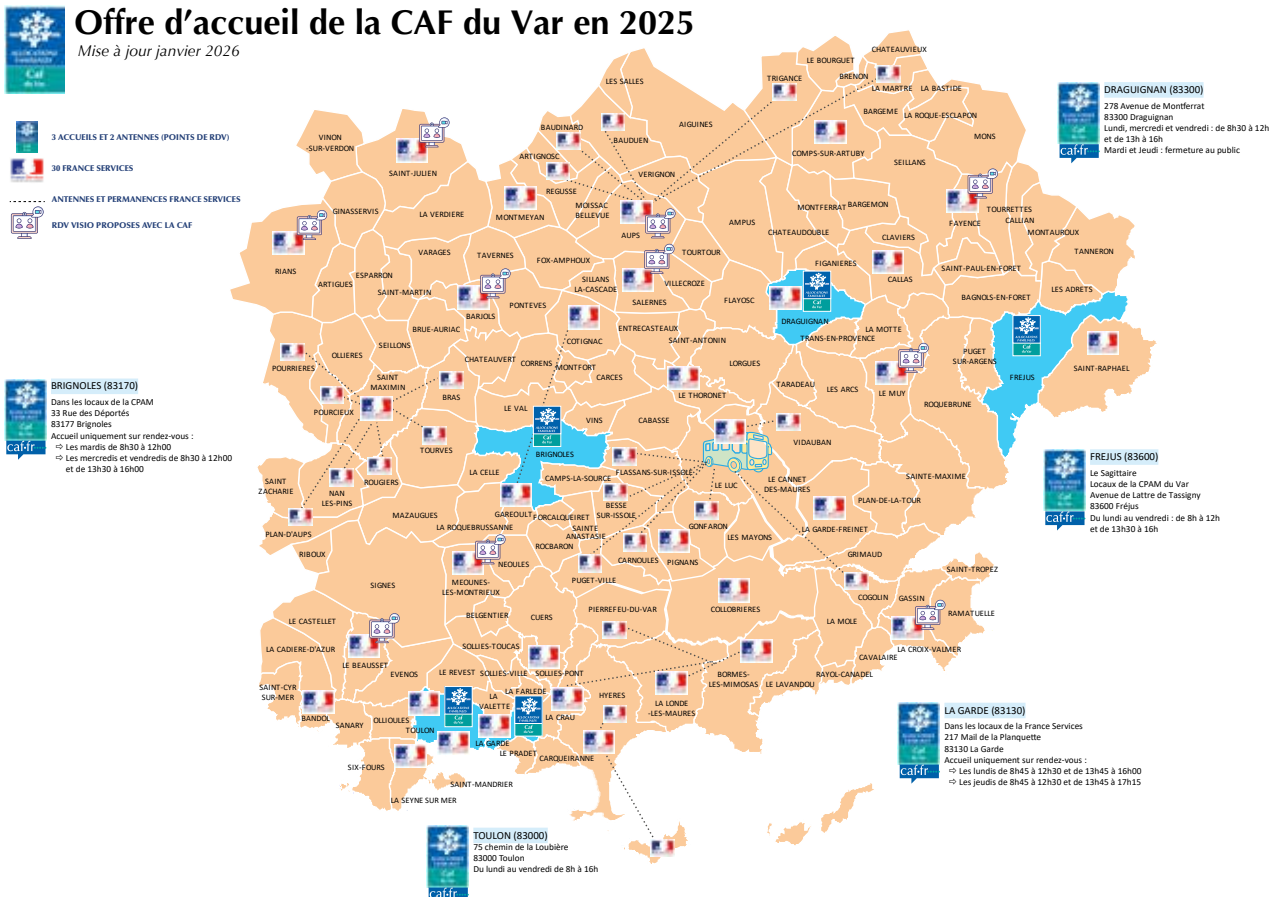 Offre d'accueil de la CAF du Var en 2025
Mise à jour janvier 2026
ALLOCATIONS
FAMILIALES
Caf
du Var
3 ACCUEILS ET 2 ANTENNES (POINTS DE RDV)
30 FRANCE SERVICES
ANTENNES ET PERMANENCES FRANCE SERVICES
RDV VISIO PROPOSES AVEC LA CAF
DRAGUIGNAN (83300)
278 Avenue de Montferrat
83300 Draguignan
Lundi, mercredi et vendredi : de 8h30 à 12h
et de 13h à 16h
Mardi et Jeudi : fermeture au public
caf.fr
BRIGNOLES (83170)
Dans les locaux de la CPAM
33 Rue des Déportés
83177 Brignoles
Accueil uniquement sur rendez-vous :
⇨ Les mardis de 8h30 à 12h00
⇨ Les mercredis et vendredis de 8h30 à 12h00
et de 13h30 à 16h00
caf.fr
FREJUS (83600)
Le Sagittaire
Locaux de la CPAM du Var
Avenue de Lattre de Tassigny
83600 Fréjus
Du lundi au vendredi : de 8h à 12h
et de 13h30 à 16h
caf.fr
LA GARDE (83130)
Dans les locaux de la France Services
217 Mail de la Planquette
83130 La Garde
Accueil uniquement sur rendez-vous :
⇨ Les lundis de 8h45 à 12h30 et de 13h45 à 16h00
⇨ Les jeudis de 8h45 à 12h30 et de 13h45 à 17h15
caf.fr
TOULON (83000)
75 chemin de la Loubière
83000 Toulon
Du lundi au vendredi de 8h à 16h
caf.fr
CHATEAUVIEUX
LE BOURGUET
BRENON
TRIGANCE
LA MARTRE
LA BASTIDE
LES SALLES
BARGEME
LA ROQUE-ESCLAPON
AIGUINES
BAUDINARD
BAUDUEN
VINON
-SUR-VERDON
MONS
COMPS-SUR-ARTUBY
ARTIGNOSC
SEILLANS
SAINT-JULIEN
VERIGNON
REGUSSE
MONTMEYAN
MOISSAC
BELLEVUE
AUPS
AMPUS
MONTFERRAT
BARGEMON
FAYENCE
TOURRETTES
CALLIAN
MONTAUROUX
GINASSERVIS
LA VERDIERE
CHATEAUDOUBLE
CLAVIERS
TANNERON
RIANS
VARAGES
TAVERNES
FOX-AMPHOUX
TOURTOUR
FIGANIERES
CALLAS
SAINT-PAUL-EN-FORET
ESPARRON
ARTIGUES
SAINT-MARTIN
SILLANS
LA-CASCADE
VILLECROZE
SALERNES
FLAYOSC
BAGNOLS-EN-FORET
LES ADRETS
BARJOLS
PONTEVES
DRAGUIGNAN
TRANS-EN-PROVENCE
LA MOTTE
BRUE-AURIAC
COTIGNAC
ENTRECASTEAUX
SAINT-ANTONIN
OLLIERES
SEILLONS
CHATEAUVERT
CORRENS
MONTFORT
CARCES
LORGUES
PUGET
SUR-ARGENS
FREJUS
SAINT-RAPHAEL
POURRIERES
SAINT
MAXIMIN
BRAS
LE THORONET
TARADEAU
LES ARCS
LE MUY
ROQUEBRUNE
POURCIEUX
LE VAL
VINS
CABASSE
VIDAUBAN
TOURVES
BRIGNOLES
FLASSANS-SUR-ISSOLE
SAINT
ZACHARIE
NAN
LES-PINS
ROUGIERS
LA CELLE
CAMPS-LA-SOURCE
LE LUC
LE CANNET
DES-MAURES
SAINTE-MAXIME
PLAN-DE-LA-TOUR
PLAN-D'AUPS
MAZAUGUES
GAREOULT
FORCALQUEIRET
BESSE
SUR-ISSOLE
GONFARON
LA GARDE-FREINET
LA ROQUEBRUSSANNE
SAINTE
ANASTASIE
LES MAYONS
RIBOUX
ROCBARON
CARNOULES
PIGNANS
GRIMAUD
SAINT-TROPEZ
SIGNES
NEOULES
MEOUNES-
LES-MONTRIEUX
PUGET-VILLE
COLLOBRIERES
COGOLIN
GASSIN
RAMATUELLE
LE CASTELLET
BELGENTIER
CUERS
PIERREFEU-DU-VAR
LA MOLE
LA CROIX-VALMER
LA CADIERE-D'AZUR
LE BEAUSSET
SOLLIES-TOUCAS
CAVALAIRE
EVENOS
LE REVEST
SOLLIES-VILLE
SOLLIES-PONT
BORMES-
LES-MIMOSAS
LE LAVANDOU
RAYOL-CANADEL
SAINT-CYR
SUR-MER
BANDOL
SANARY
OLLIOULES
TOULON
LA
VALETTE
LA FARLEDE
LA CRAU
HYERES
LA LONDE
-LES-MAURES
LA GARDE
LE PRADET
CARQUEIRANNE
SIX-FOURS
SAINT-MANDRIER
LA SEYNE SUR MER